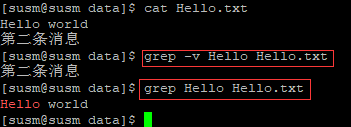 [susm@susm data]$ cat Hello.txt
Hello world
第二条消息
[susm@susm data]$ grep -v Hello Hello.txt
第二条消息
[susm@susm data]$ grep Hello Hello.txt
Hello world
[susm@susm data]$